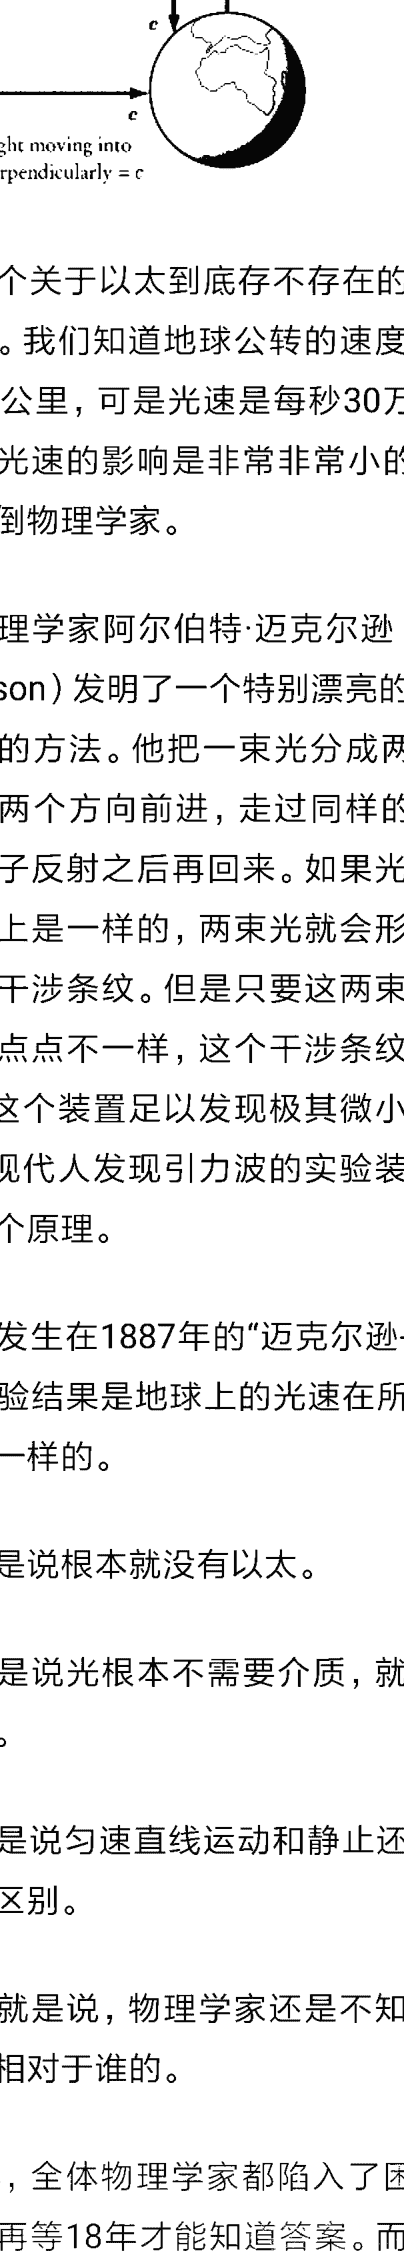 c
c
ght moving into
rpendicularly = c
个关于以太到底存不存在的
。我们知道地球公转的速度
公里，可是光速是每秒30万
光速的影响是非常非常小的
倒物理学家。
理学家阿尔伯特·迈克尔逊
son）发明了一个特别漂亮的
的方法。他把一束光分成两
两个方向前进，走过同样的
子反射之后再回来。如果光
上是一样的，两束光就会形
干涉条纹。但是只要这两束
点点不一样，这个干涉条纹
这个装置足以发现极其微小
现代人发现引力波的实验装
个原理。
发生在1887年的“迈克尔逊-
验结果是地球上的光速在所
一样的。
是说根本就没有以太。
是说光根本不需要介质，就
。
是说匀速直线运动和静止还
区别。
就是说，物理学家还是不知
相对于谁的。
，全体物理学家都陷入了困
再等18年才能知道答案。而